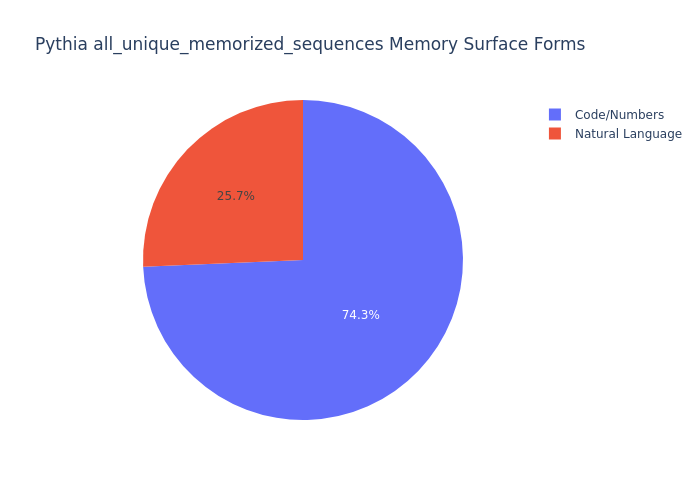 Pythia all_unique_memorized_sequences Memory Surface Forms
Code/Numbers
Natural Language
25.7%
74.3%